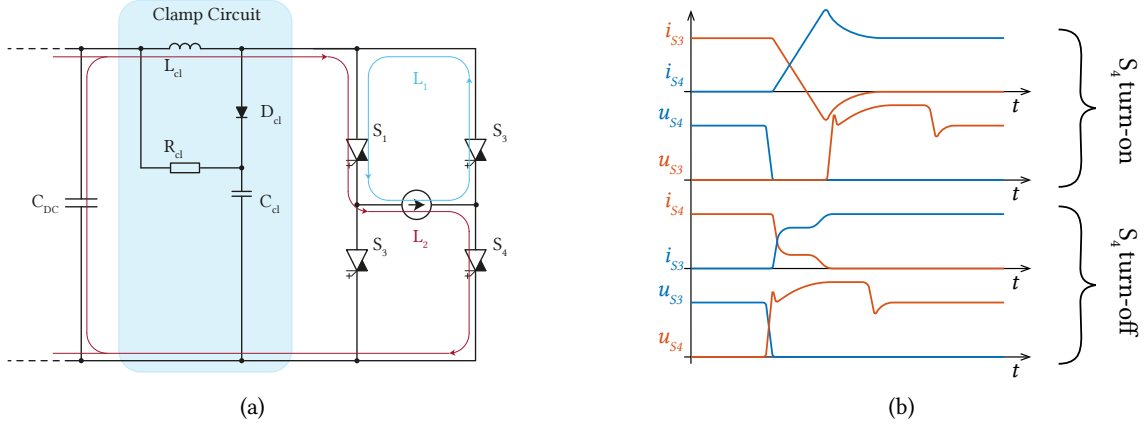 Clamp Circuit
L_cl
L_1
D_cl
S_1
S_3
R_cl
C_DC
C_cl
L_2
S_3
S_4
(a)
i_S3
i_S4
t
u_S4
u_S3
t
S_4 turn-on
i_S4
i_S3
t
u_S3
u_S4
t
S_4 turn-off
(b)